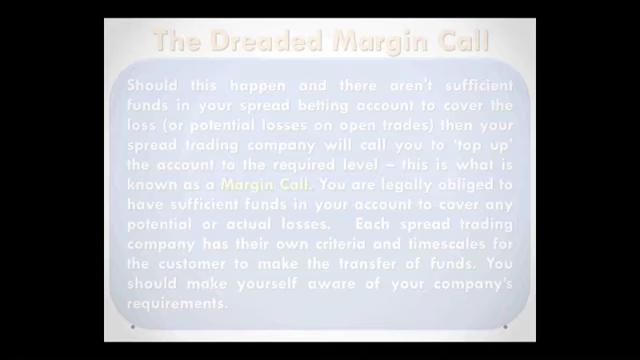 The Dreaded Margin Call
Should this happen and there aren't sufficient
funds in your spread betting account to cover the
loss (or potential losses on open trades) then your
spread trading company will call you to 'top up'
the account to the required level – this is what is
known as a Margin Call. You are legally obliged to
have sufficient funds in your account to cover any
potential or actual losses. Each spread trading
company has their own criteria and timescales for
the customer to make the transfer of funds. You
should make yourself aware of your company's
requirements.